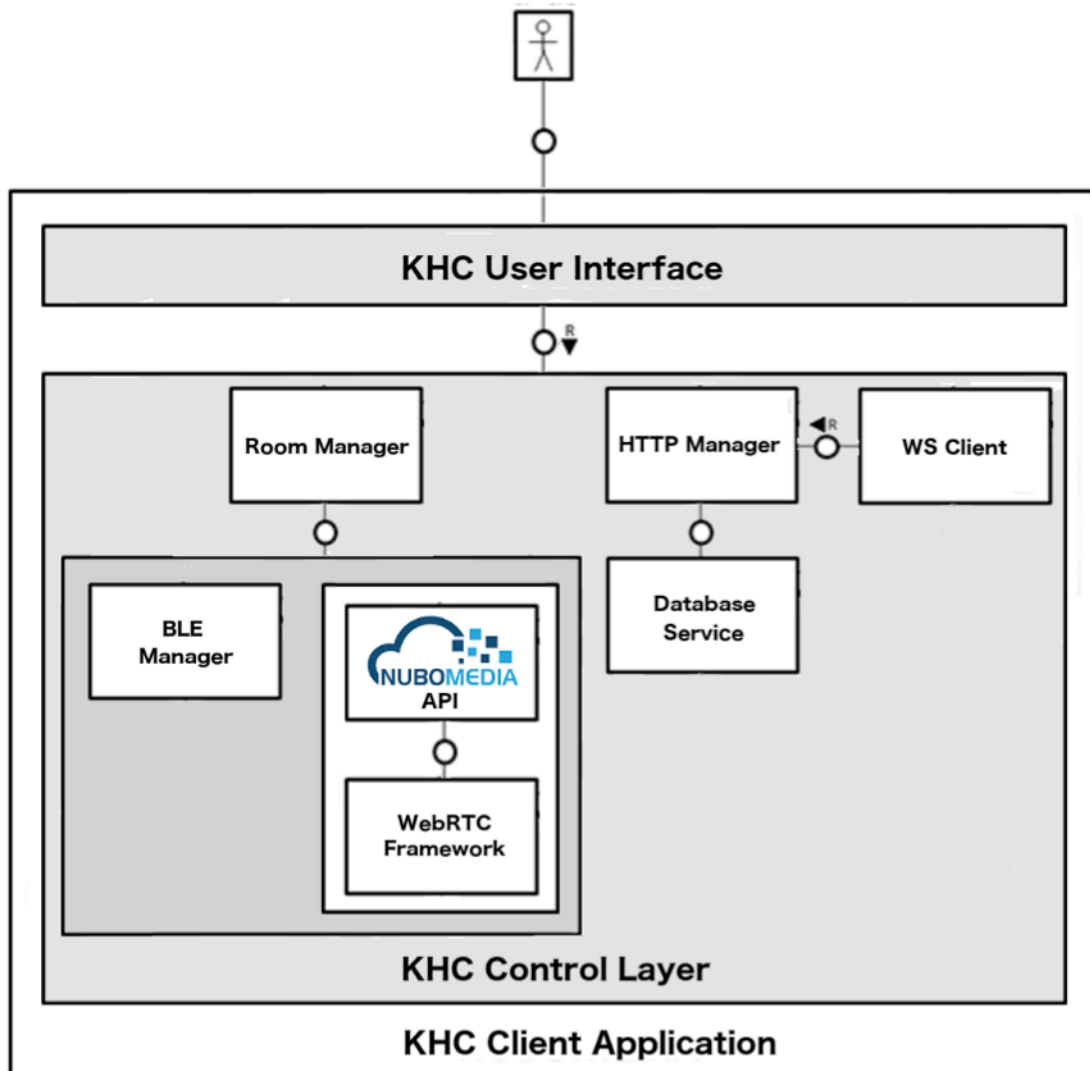 KHC User Interface
R
Room Manager
HTTP Manager
R
WS Client
BLE
Manager
NUBOMEDIA
API
Database
Service
WebRTC
Framework
KHC Control Layer
KHC Client Application